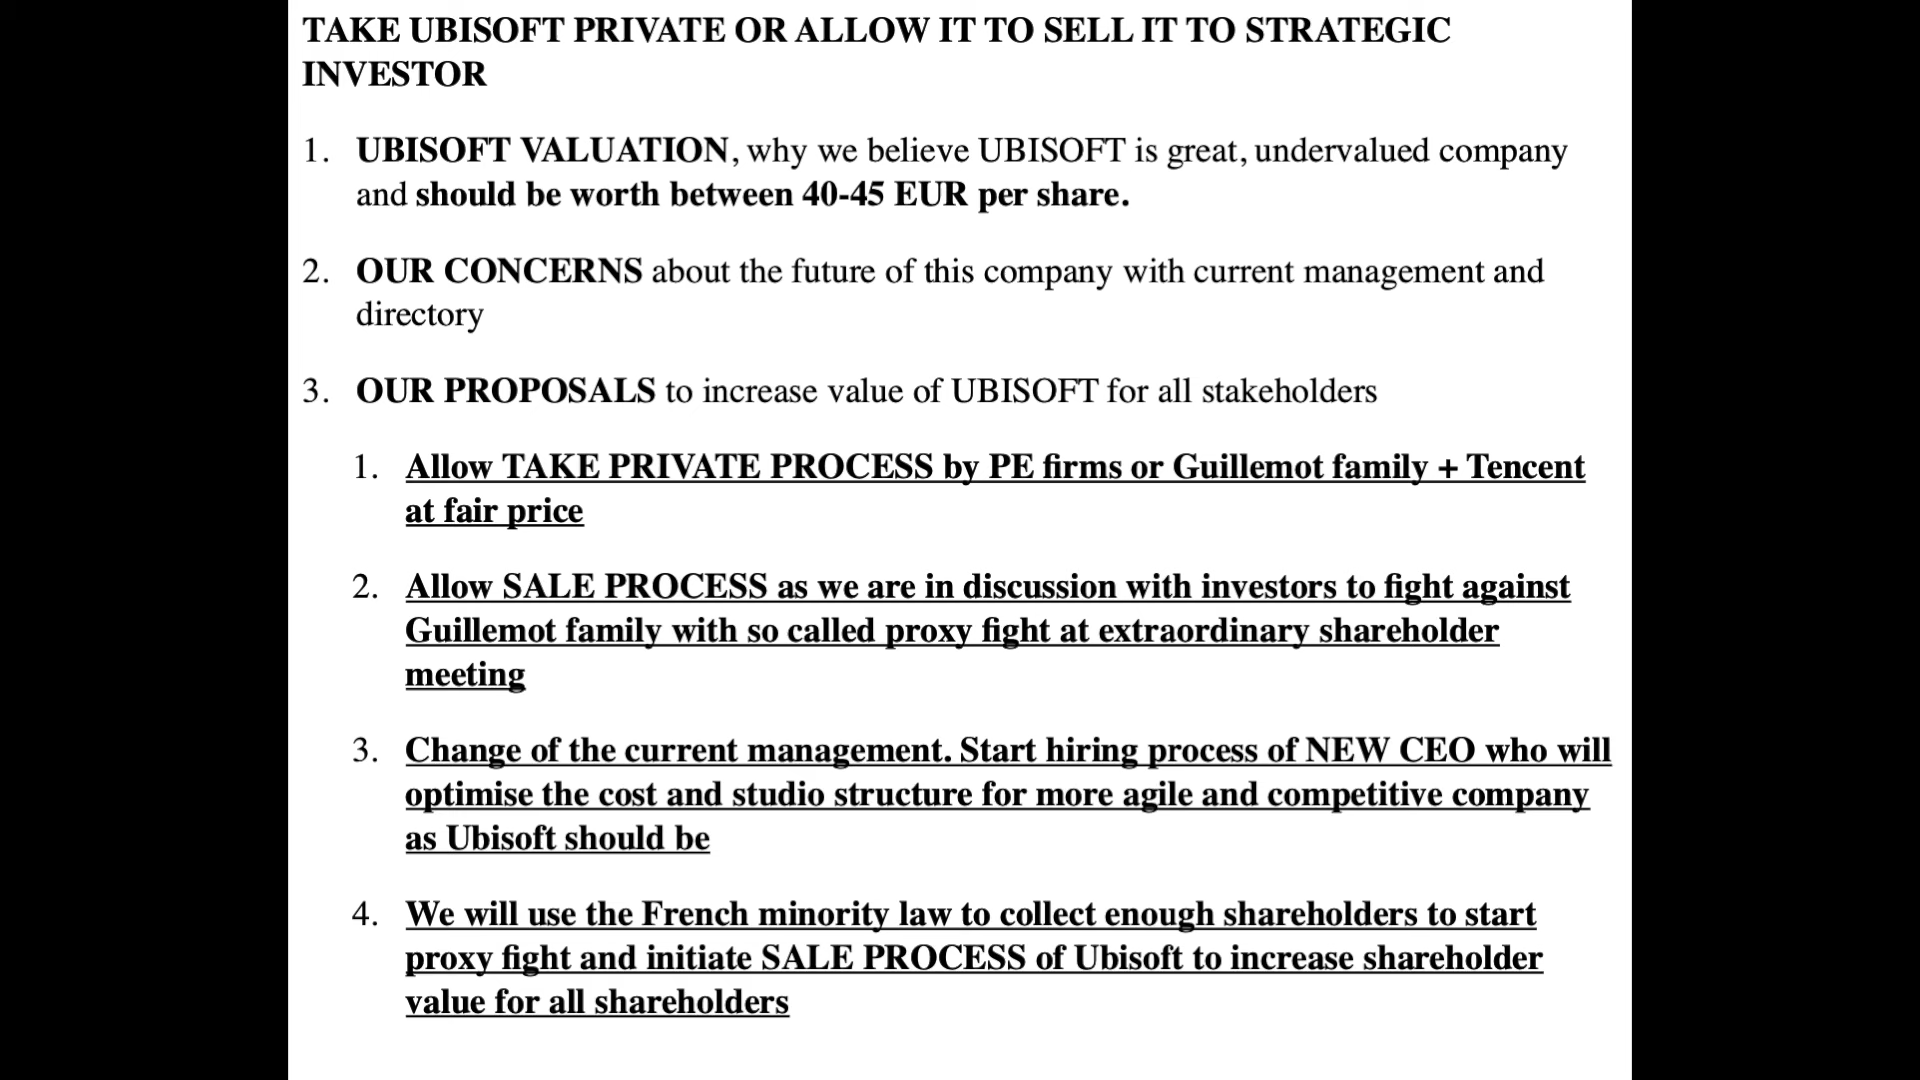 TAKE UBISOFT PRIVATE OR ALLOW IT TO SELL IT TO STRATEGIC
INVESTOR
1. UBISOFT VALUATION, why we believe UBISOFT is great, undervalued company
and should be worth between 40-45 EUR per share.
2. OUR CONCERNS about the future of this company with current management and
directory
3. OUR PROPOSALS to increase value of UBISOFT for all stakeholders
1. Allow TAKE PRIVATE PROCESS by PE firms or Guillemot family + Tencent
at fair price
2. Allow SALE PROCESS as we are in discussion with investors to fight against
Guillemot family with so called proxy fight at extraordinary shareholder
meeting
3. Change of the current management. Start hiring process of NEW CEO who will
optimise the cost and studio structure for more agile and competitive company
as Ubisoft should be
4. We will use the French minority law to collect enough shareholders to start
proxy fight and initiate SALE PROCESS of Ubisoft to increase shareholder
value for all shareholders